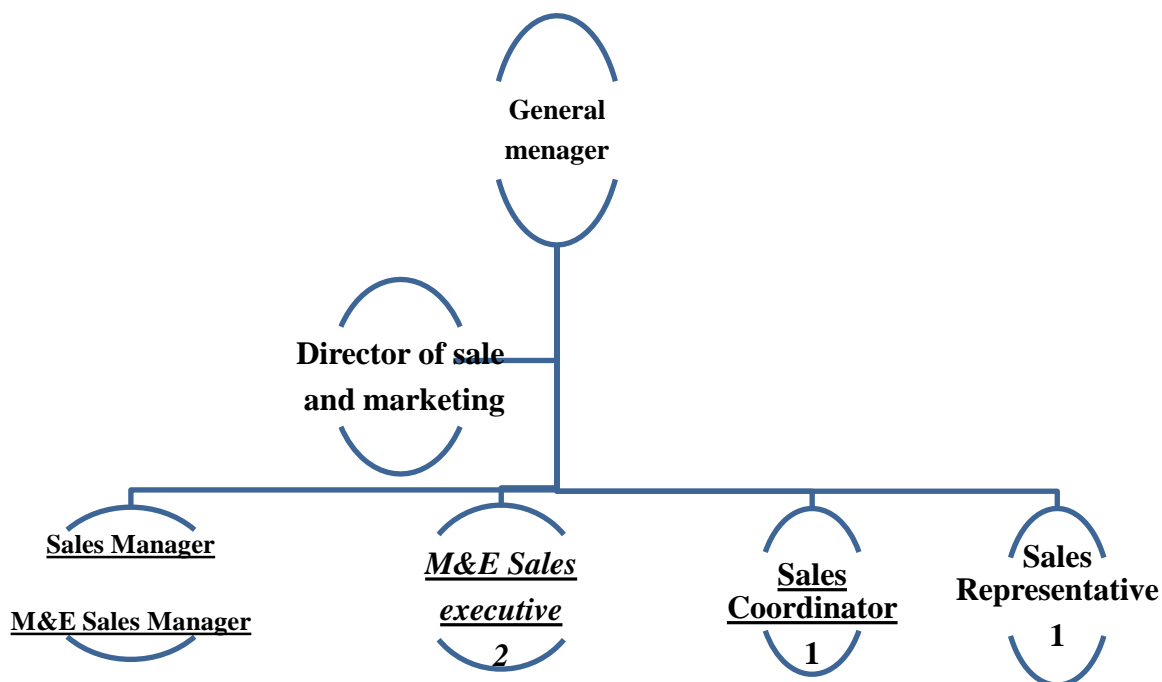 General
menager
Director of sale
and marketing
Sales Manager
M&E Sales Manager
M&E Sales
executive
2
Sales
Coordinator
1
Sales
Representative
1